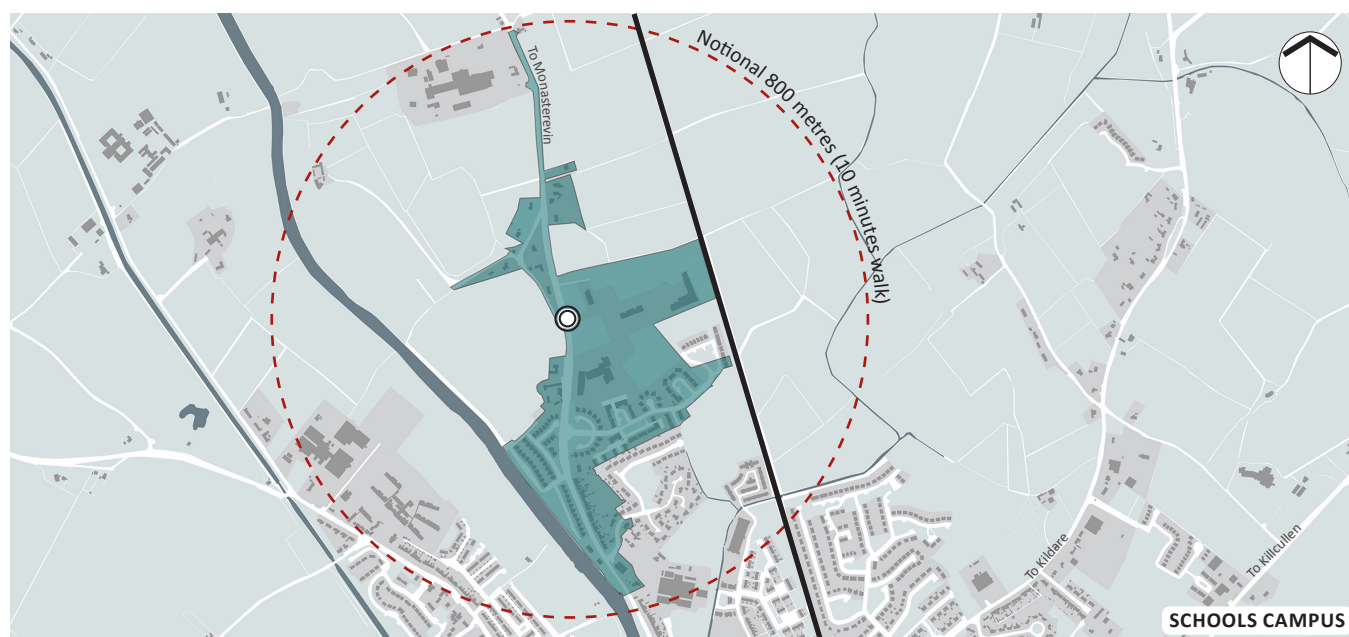 Notional 800 metres (10 minutes walk)
To Monasterevin
To Kildare
To Killcullen
SCHOOLS CAMPUS